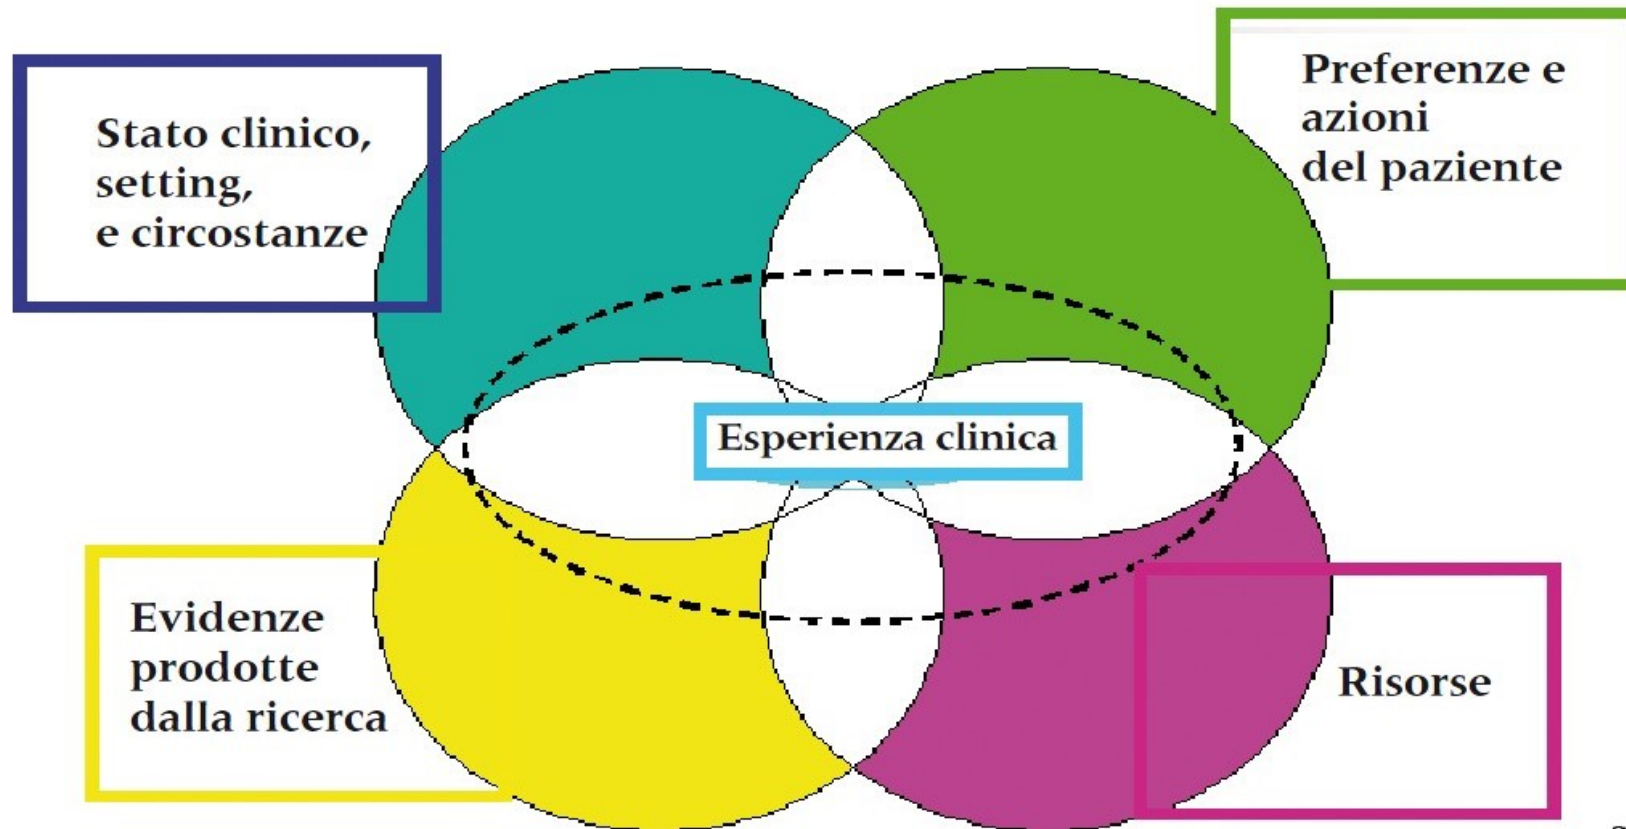 Stato clinico,
setting,
e circostanze
Preferenze e
azioni
del paziente
Esperienza clinica
Evidenze
prodotte
dalla ricerca
Risorse